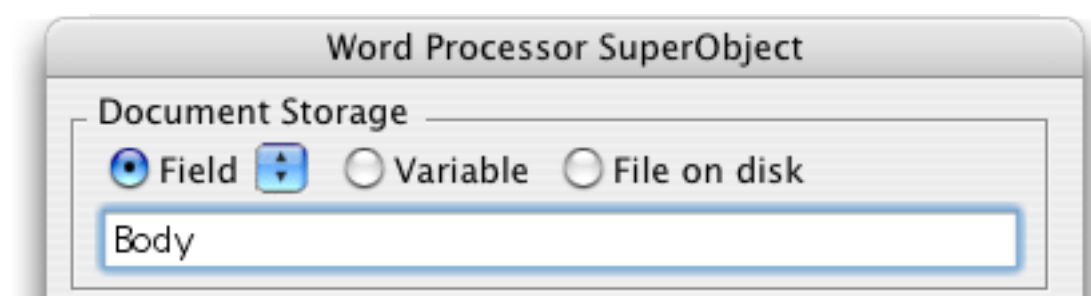 Word Processor SuperObject
Document Storage
Field Variable File on disk
Body